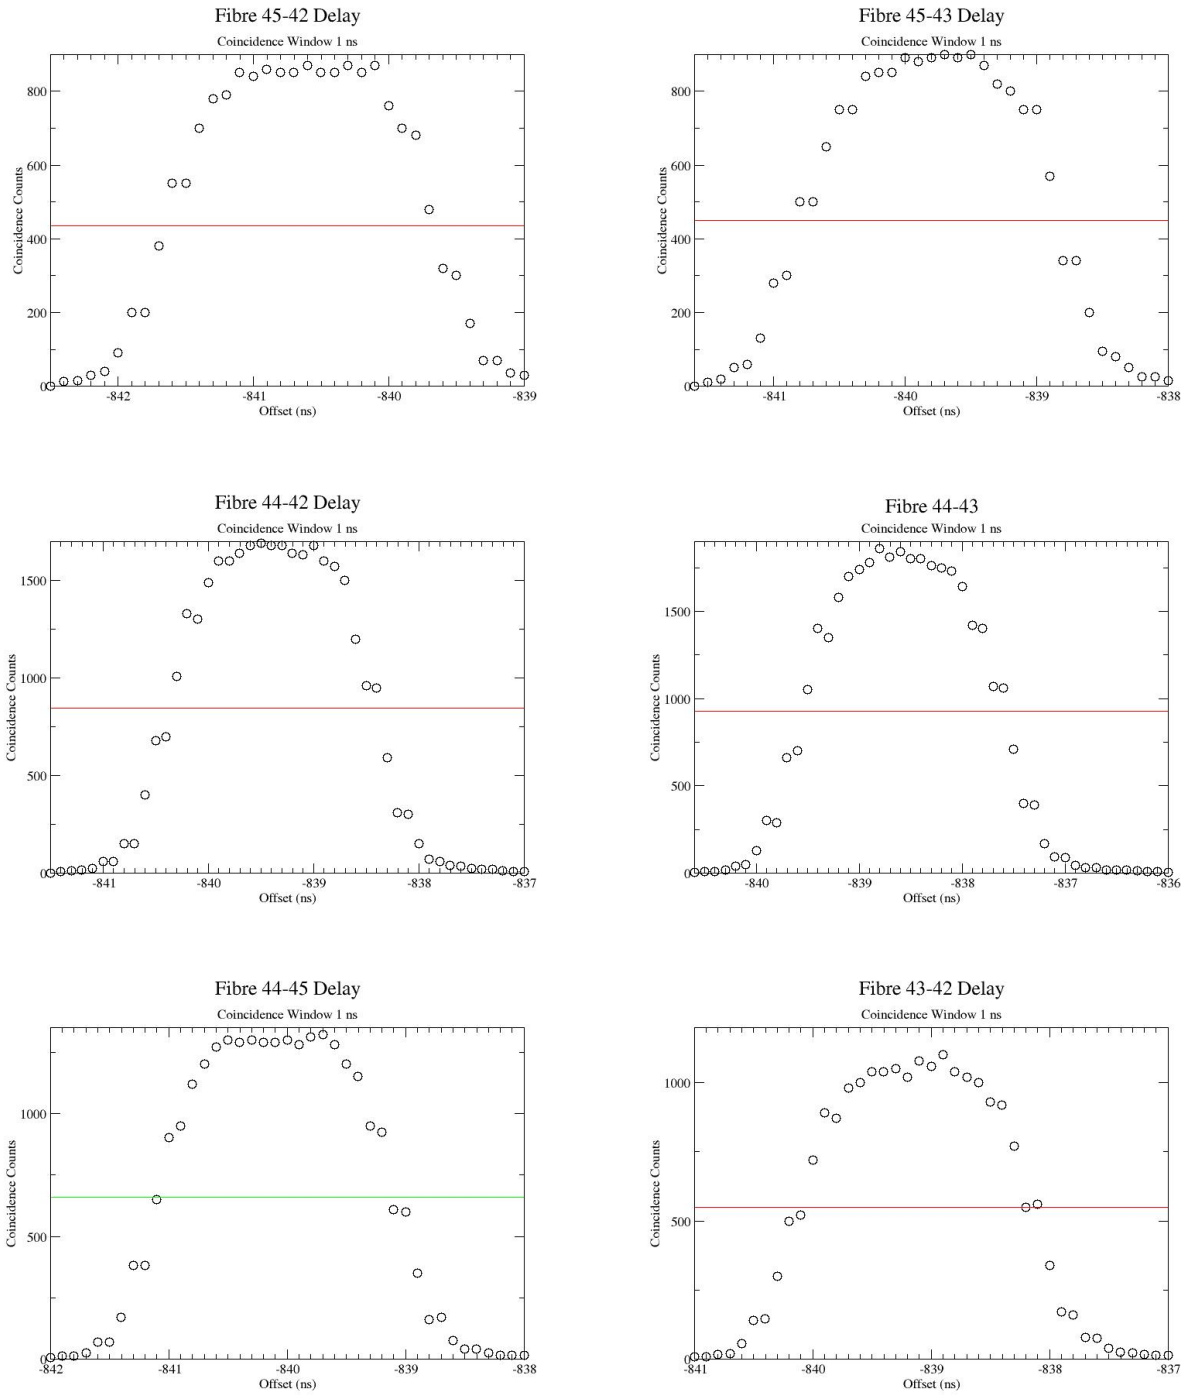 Fibre 45-42 Delay
Coincidence Window 1 ns
Coincidence Counts
800
600
400
200
0
-842
-841
-840
-839
Offset (ns)
Fibre 45-43 Delay
Coincidence Window 1 ns
Coincidence Counts
800
600
400
200
0
-841
-840
-839
-838
Offset (ns)
Fibre 44-42 Delay
Coincidence Window 1 ns
Coincidence Counts
1500
1000
500
0
-841
-840
-839
-838
-837
Offset (ns)
Fibre 44-43
Coincidence Window 1 ns
Coincidence Counts
1500
1000
500
0
-840
-839
-838
-837
-836
Offset (ns)
Fibre 44-45 Delay
Coincidence Window 1 ns
Coincidence Counts
1000
500
0
-842
-841
-840
-839
-838
Offset (ns)
Fibre 43-42 Delay
Coincidence Window 1 ns
Coincidence Counts
1000
500
0
-841
-840
-839
-838
-837
Offset (ns)